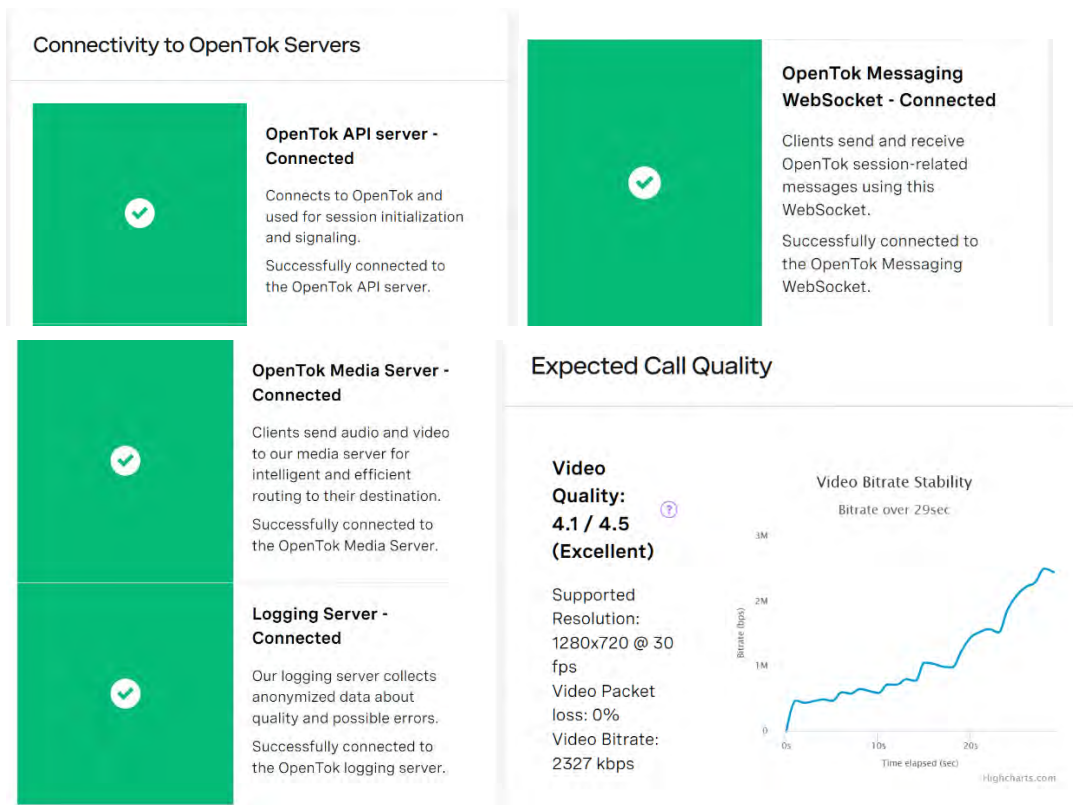 Connectivity to OpenTok Servers
OpenTok API server -
Connected
Connects to OpenTok and
used for session initialization
and signaling.
Successfully connected to
the OpenTok API server.
OpenTok Messaging
WebSocket - Connected
Clients send and receive
OpenTok session-related
messages using this
WebSocket.
Successfully connected to
the OpenTok Messaging
WebSocket.
OpenTok Media Server -
Connected
Clients send audio and video
to our media server for
intelligent and efficient
routing to their destination.
Successfully connected to
the OpenTok Media Server.
Logging Server -
Connected
Our logging server collects
anonymized data about
quality and possible errors.
Successfully connected to
the OpenTok logging server.
Expected Call Quality
Video
Quality:
4.1 / 4.5
(Excellent)
?
Supported
Resolution:
1280x720 @ 30
fps
Video Packet
loss: 0%
Video Bitrate:
2327 kbps
Video Bitrate Stability
Bitrate over 29sec
Bitrate (bps)
3M
2M
1M
0
0s
10s
20s
Time elapsed (sec)
Highcharts.com